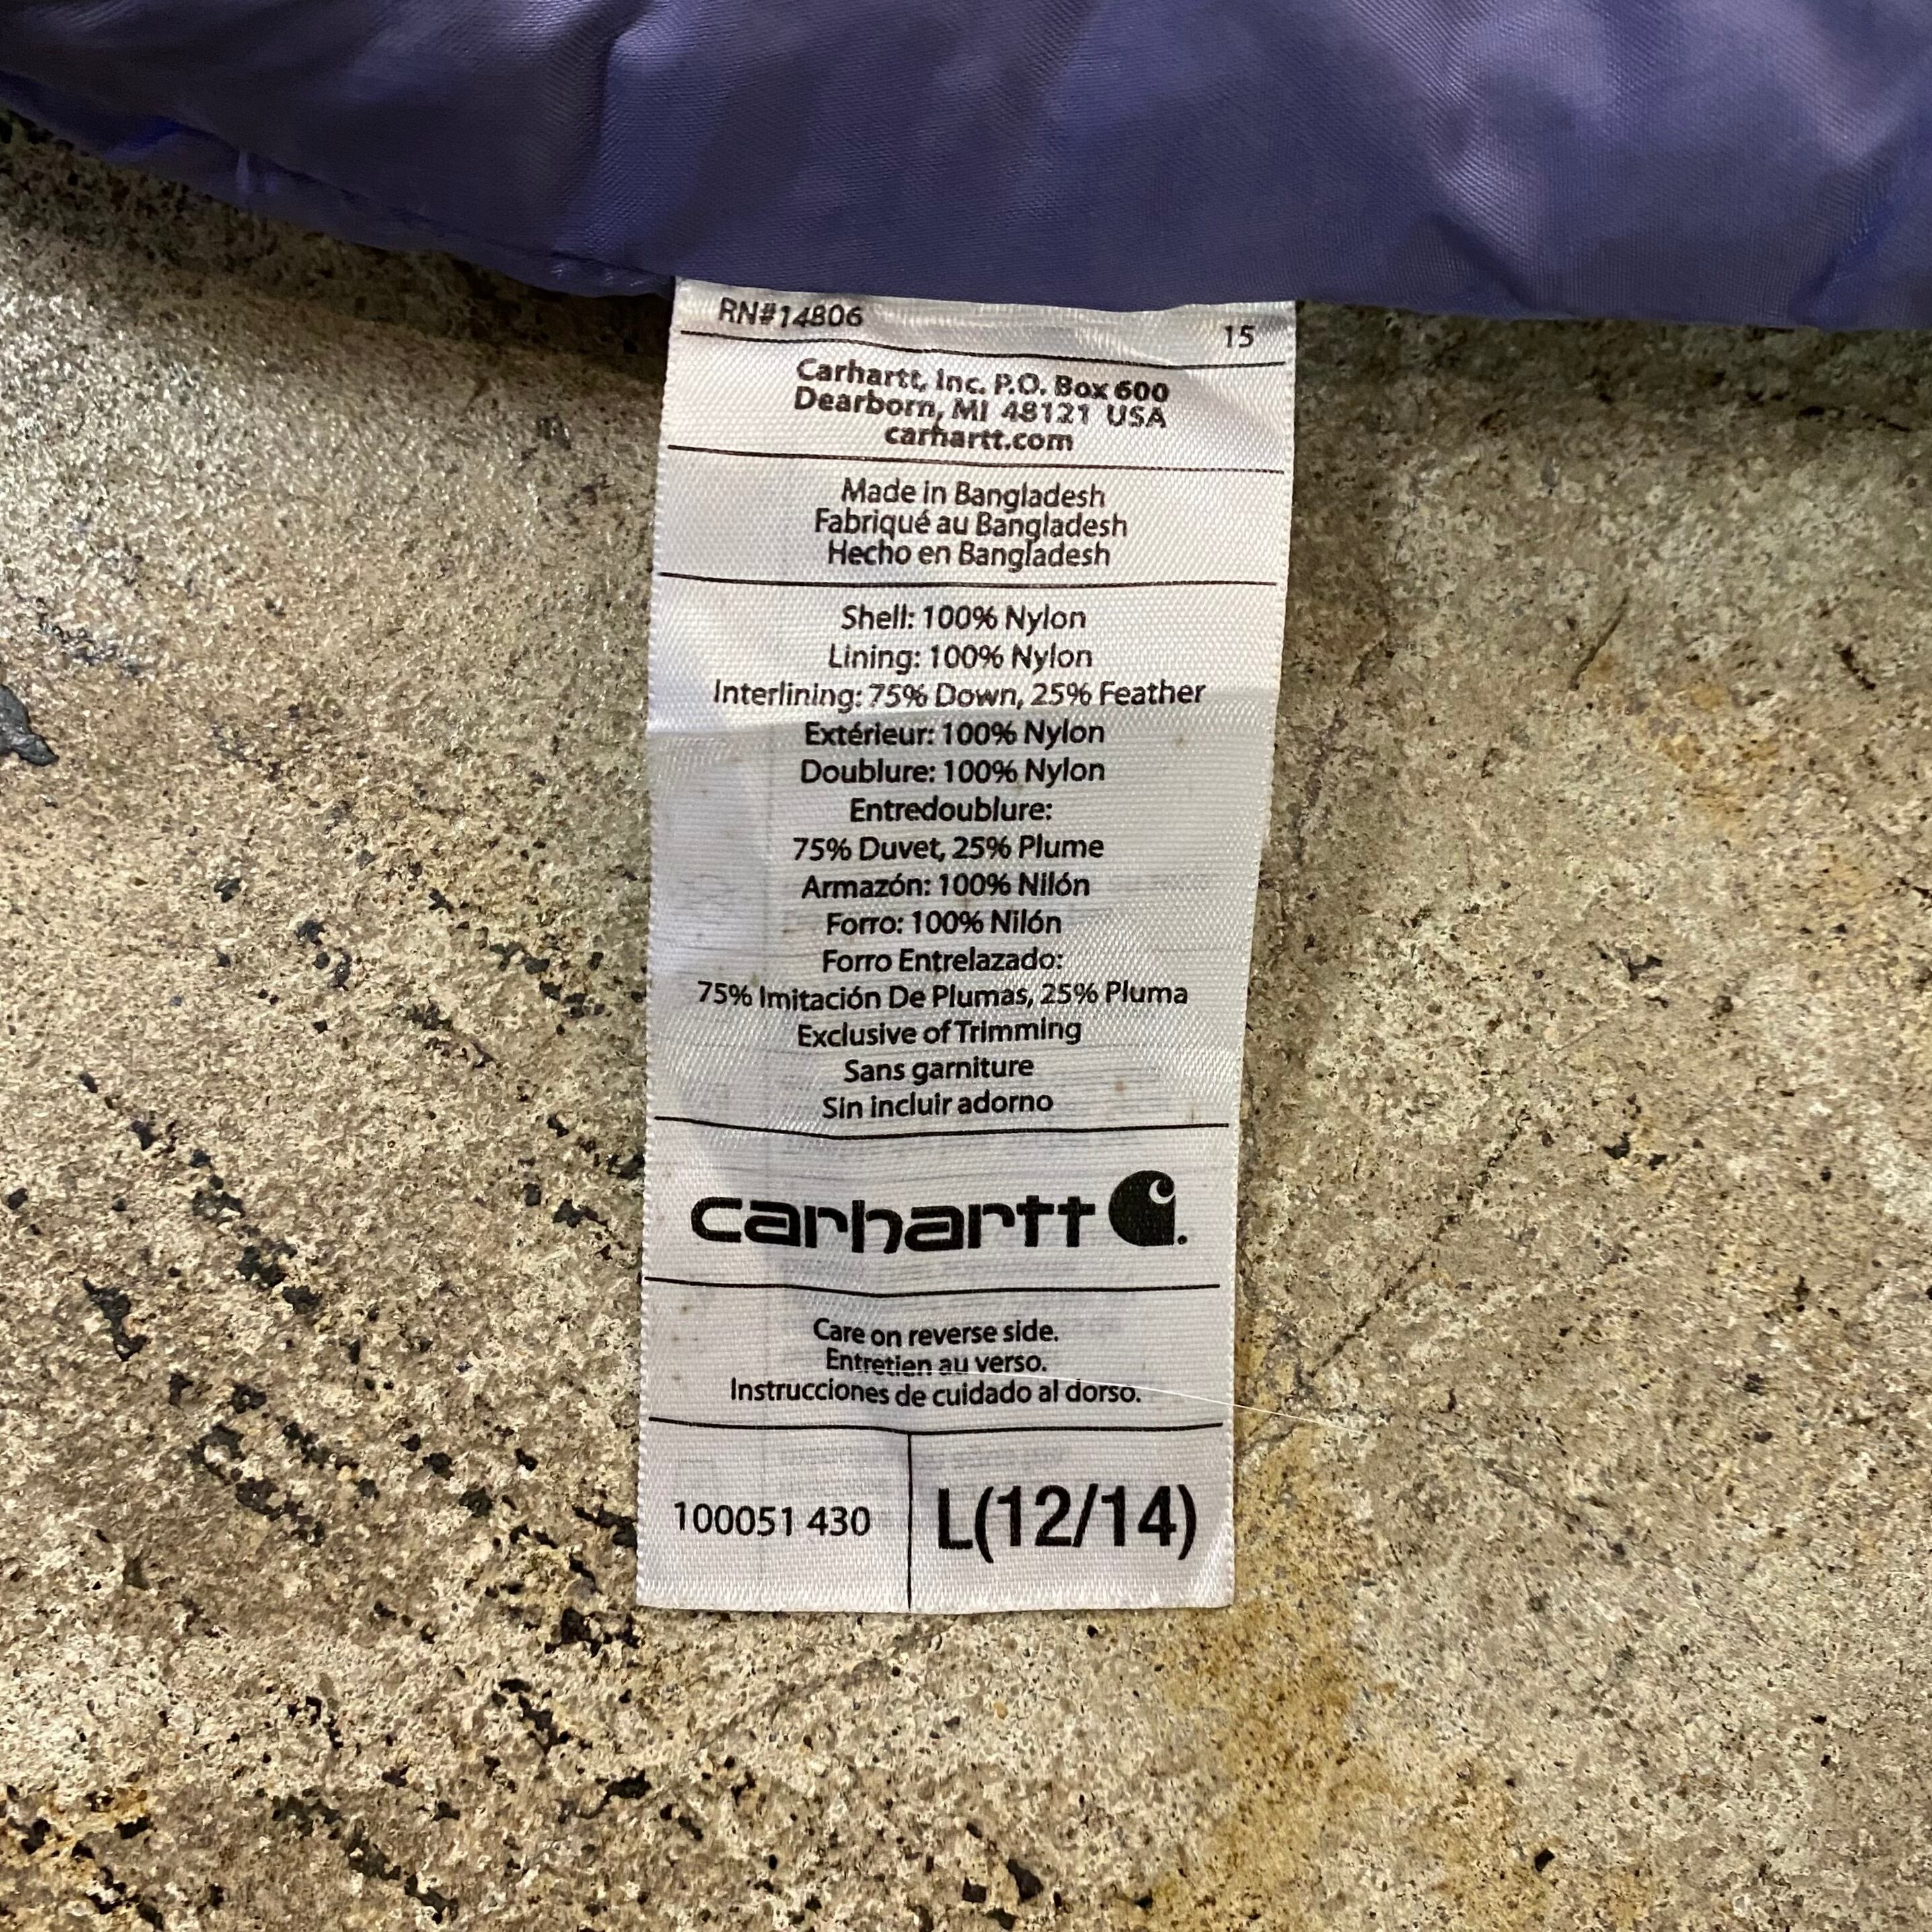 RN#14806
15
Carhartt, Inc. P.O. Box 600
Dearborn, MI 48121 USA
carhartt.com
Made in Bangladesh
Fabriqué au Bangladesh
Hecho en Bangladesh
Shell: 100% Nylon
Lining: 100% Nylon
Interlining: 75% Down, 25% Feather
Extérieur: 100% Nylon
Doublure: 100% Nylon
Entredoublure:
75% Duvet, 25% Plume
Armazón: 100% Nilón
Forro: 100% Nilón
Forro Entrelazado:
75% Imitación De Plumas, 25% Pluma
Exclusive of Trimming
Sans garniture
Sin incluir adorno
carhartt
Care on reverse side.
Entretien au verso.
Instrucciones de cuidado al dorso.
100051 430
L(12/14)